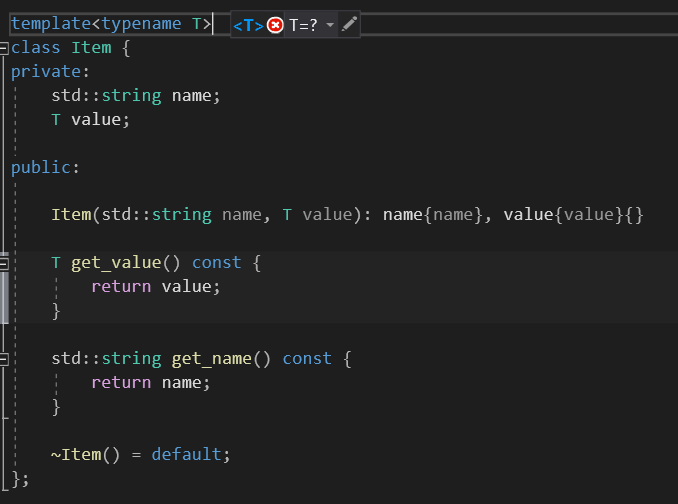 template<typename T> <T> T=?
class Item {
private:
    std::string name;
    T value;

public:

    Item(std::string name, T value): name{name}, value{value}{}

    T get_value() const {
        return value;
    }

    std::string get_name() const {
        return name;
    }

    ~Item() = default;
};